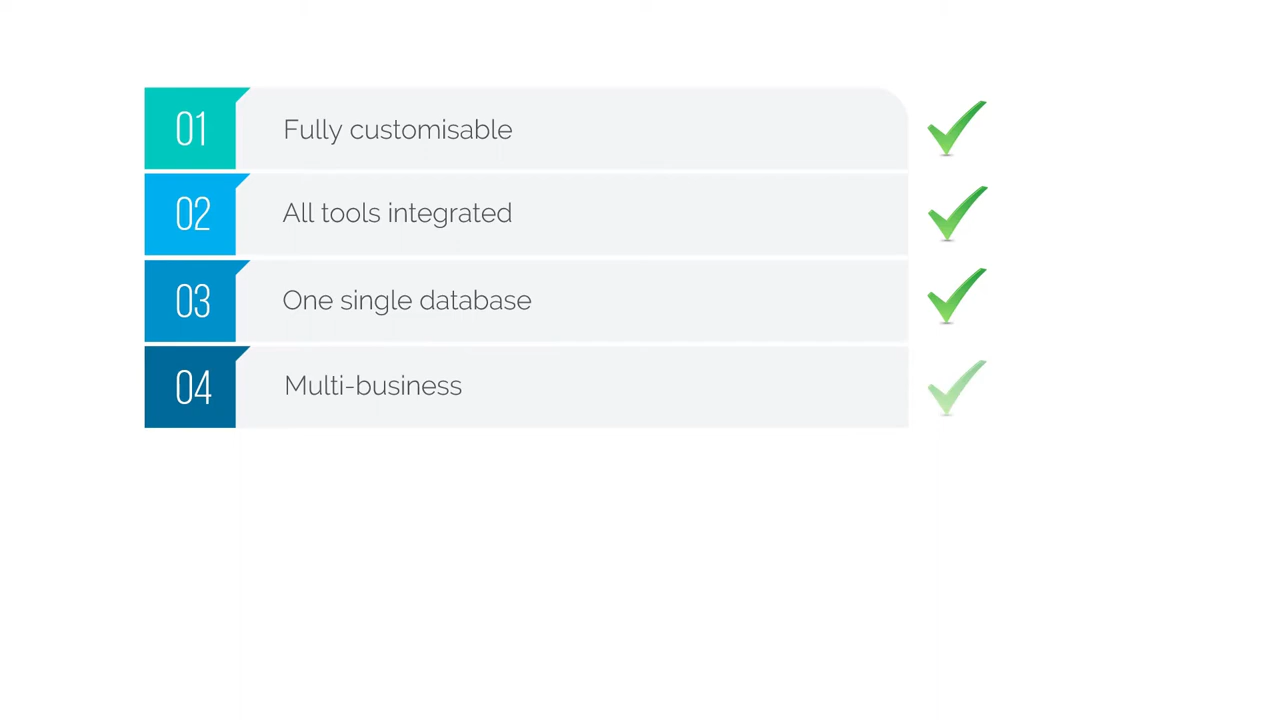 01 Fully customisable
02 All tools integrated
03 One single database
04 Multi-business